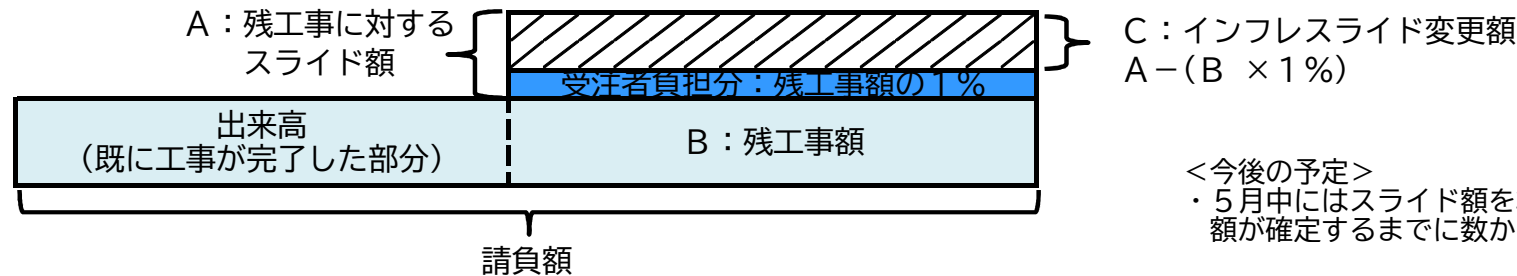 A：残工事に対する
スライド額
C：インフレスライド変更額
A－(B ×１%)
受注者負担分：残工事額の１%
出来高
（既に工事が完了した部分）
B：残工事額
＜今後の予定＞
・５月中にはスライド額を
額が確定するまでに数か
請負額